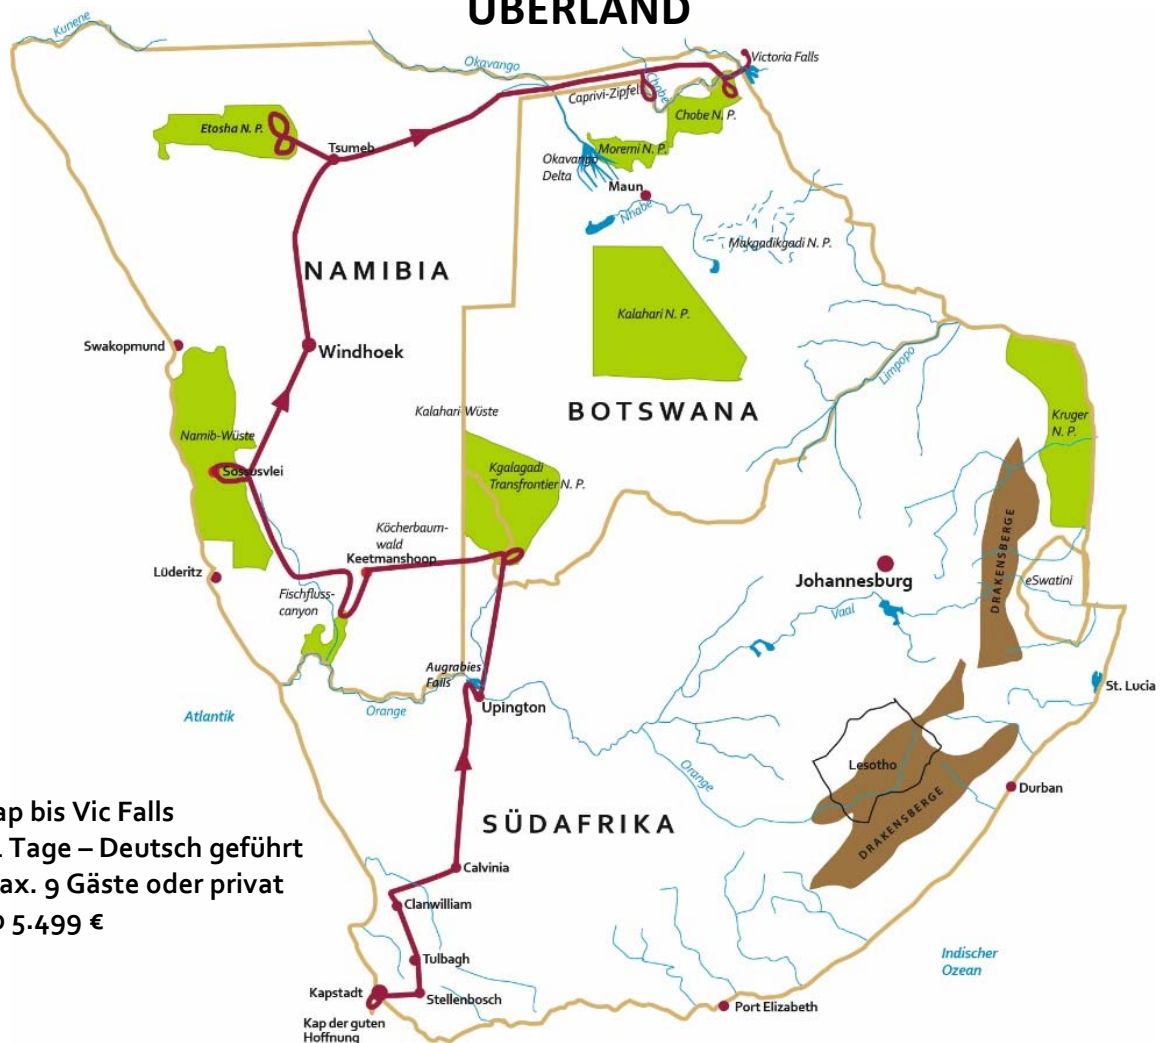 ÜBERLAND
Kunene
Okavango
Victoria Falls
Caprivi-Zipfel
Chobe
Chobe N. P.
Etosha N. P.
Tsumeb
Moremi N. P.
Okavango
Delta
Maun
Nhabe
Makgadikgadi N. P.
NAMIBIA
Kalahari N. P.
Swakopmund
Windhoek
Limpopo
Kalahari-Wüste
BOTSWANA
Kruger
N. P.
Namib-Wüste
Sossusvlei
Kgalagadi
Transfrontier N. P.
Köcherbaum-
wald
Keetmanshoop
DRAKENSBERGE
Lüderitz
Johannesburg
eSwatini
Fischfluss-
canyon
Vaal
Augrabies
Falls
St. Lucia
Atlantik
Orange
Upington
Orange
Lesotho
Durban
ap bis Vic Falls
Tage – Deutsch geführt
ax. 9 Gäste oder privat
5.499 €
SÜDAFRIKA
DRAKENSBERGE
Calvinia
Clanwilliam
Tulbagh
Indischer
Ozean
Kapstadt
Stellenbosch
Port Elizabeth
Kap der guten
Hoffnung